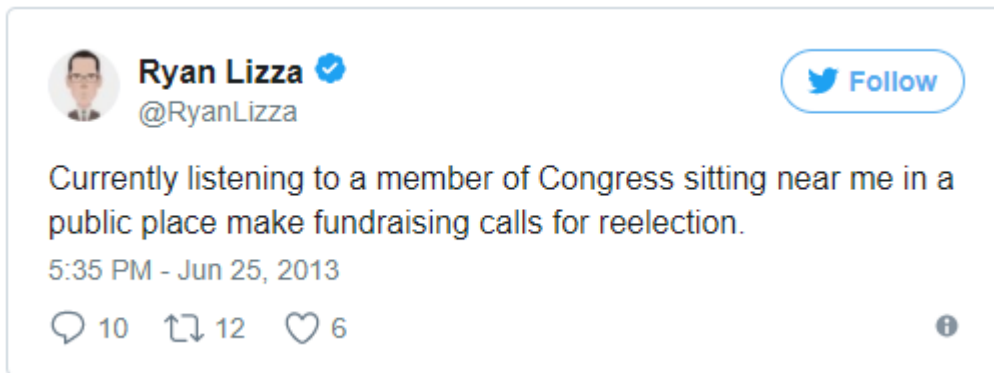 Ryan Lizza
@RyanLizza
Follow
Currently listening to a member of Congress sitting near me in a
public place make fundraising calls for reelection.
5:35 PM - Jun 25, 2013
10 12 6